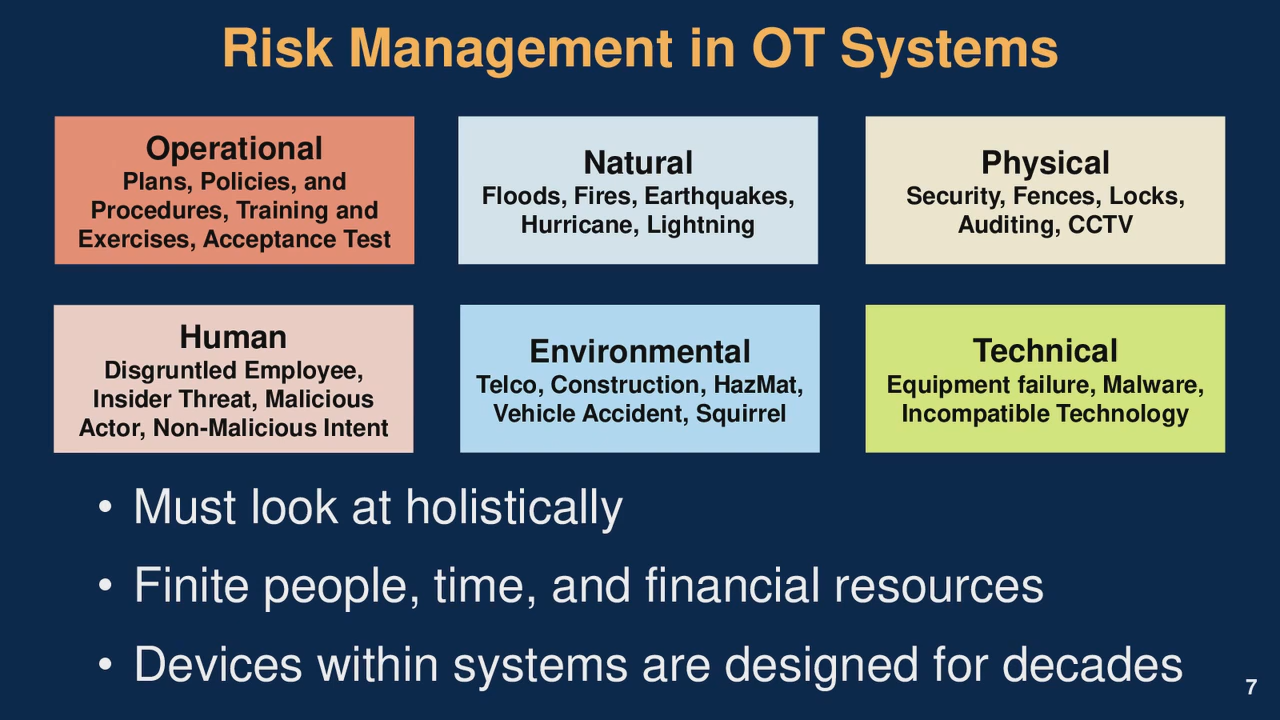 Risk Management in OT Systems
Operational
Plans, Policies, and
Procedures, Training and
Exercises, Acceptance Test
Natural
Floods, Fires, Earthquakes,
Hurricane, Lightning
Physical
Security, Fences, Locks,
Auditing, CCTV
Human
Disgruntled Employee,
Insider Threat, Malicious
Actor, Non-Malicious Intent
Environmental
Telco, Construction, HazMat,
Vehicle Accident, Squirrel
Technical
Equipment failure, Malware,
Incompatible Technology
• Must look at holistically
• Finite people, time, and financial resources
• Devices within systems are designed for decades
7